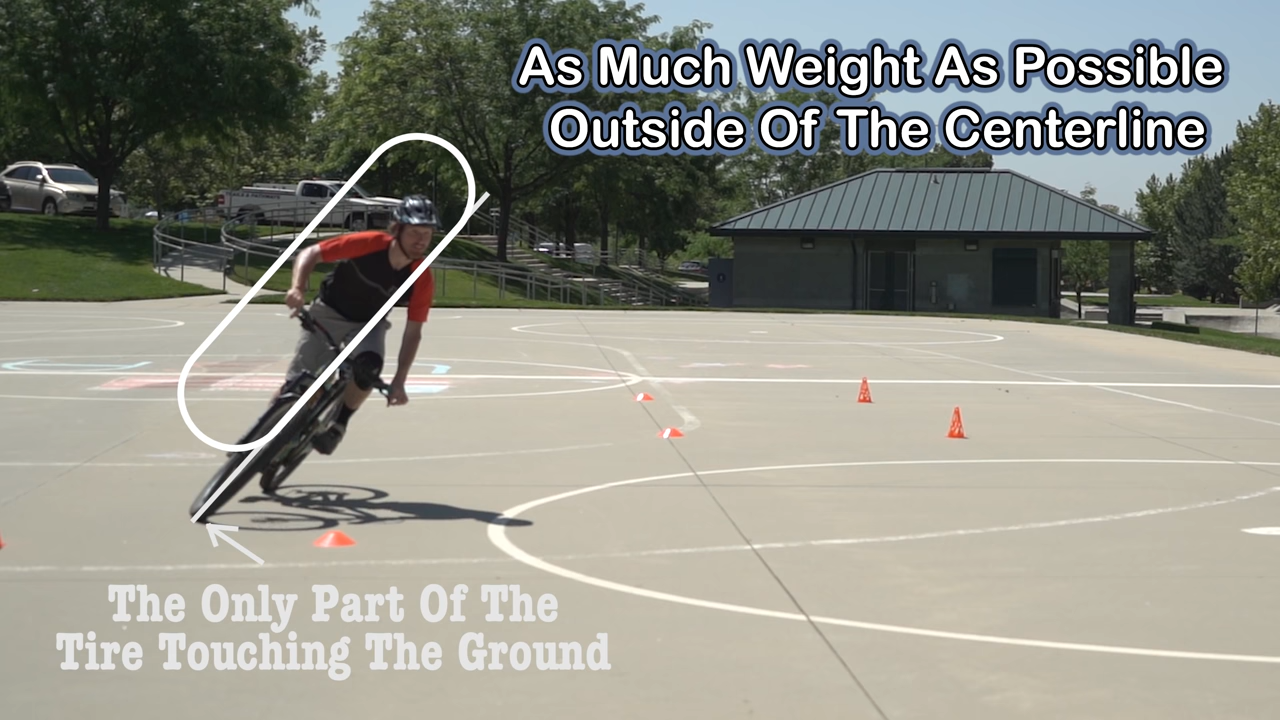 As Much Weight As Possible
Outside Of The Centerline
The Only Part Of The
Tire Touching The Ground